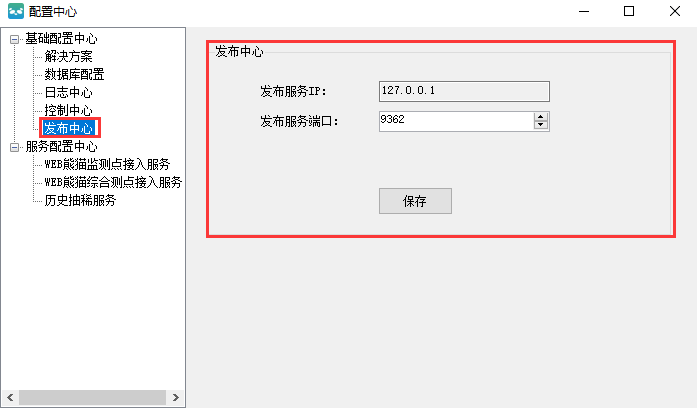 配置中心
基础配置中心
解决方案
数据库配置
日志中心
控制中心
发布中心
服务配置中心
WEB熊猫监测点接入服务
WEB熊猫综合测点接入服务
历史抽稀服务
发布中心
发布服务IP: 127.0.0.1
发布服务端口: 9362
保存